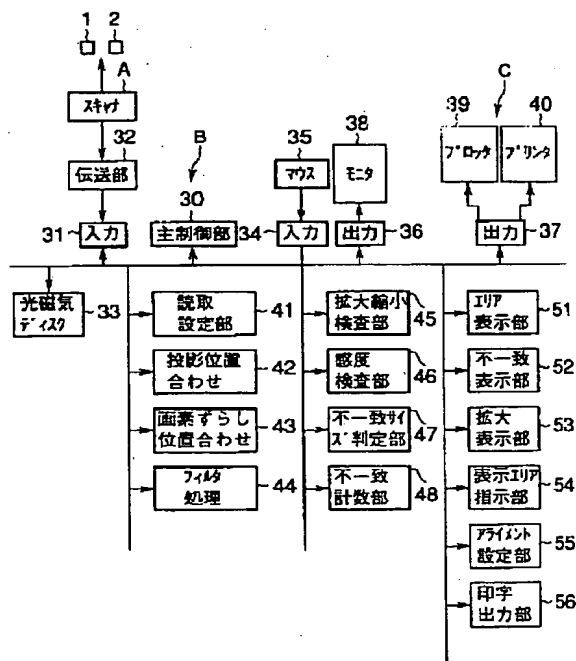 1 2
A
スキャナ
32
伝送部
31 入力
B
30
主制御部
35
マウス
34 入力
38
モニタ
出力 36
C
39 40
プロッタ
プリンタ
出力 37
光磁気
ディスク
33
読取
設定部
41
投影位置
合わせ
42
画素ずらし
位置合わせ
43
フィルタ
処理
44
拡大縮小
検査部
45
感度
検査部
46
不一致サイ
ズ判定部
47
不一致
計数部
48
エリア
表示部
51
不一致
表示部
52
拡大
表示部
53
表示エリア
指示部
54
アライメント
設定部
55
印字
出力部
56